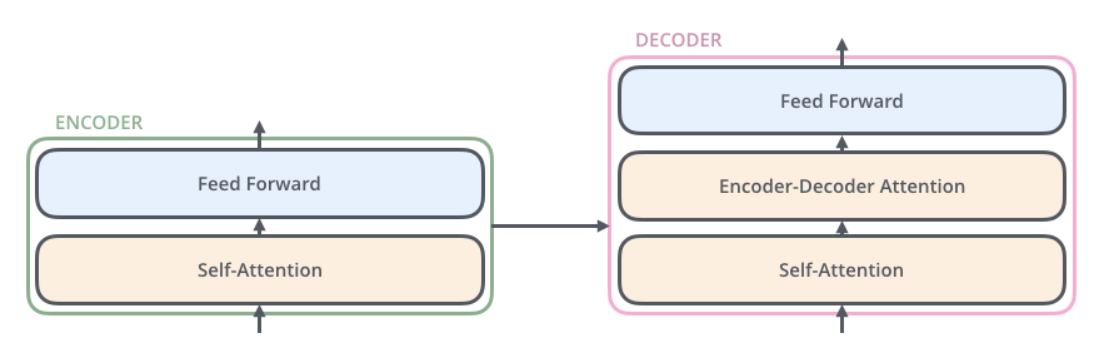 ENCODER
Feed Forward
Self-Attention
DECODER
Feed Forward
Encoder-Decoder Attention
Self-Attention